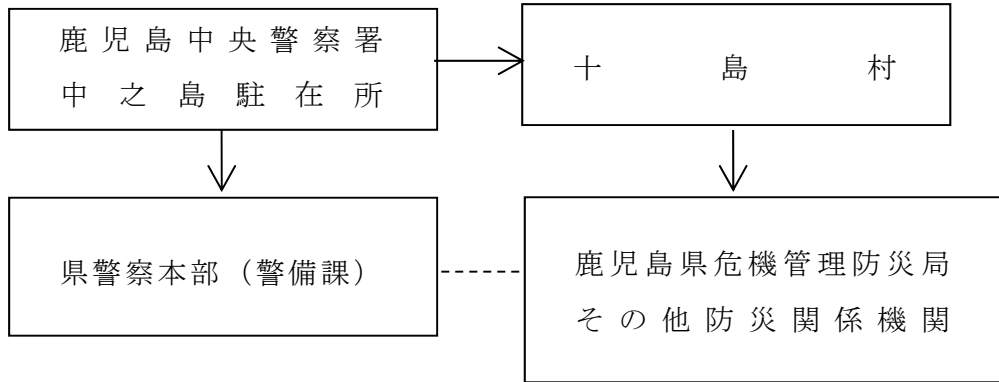 鹿児島中央警察署
中之島駐在所
十島村
県警察本部（警備課）
鹿児島県危機管理防災局
その他防災関係機関